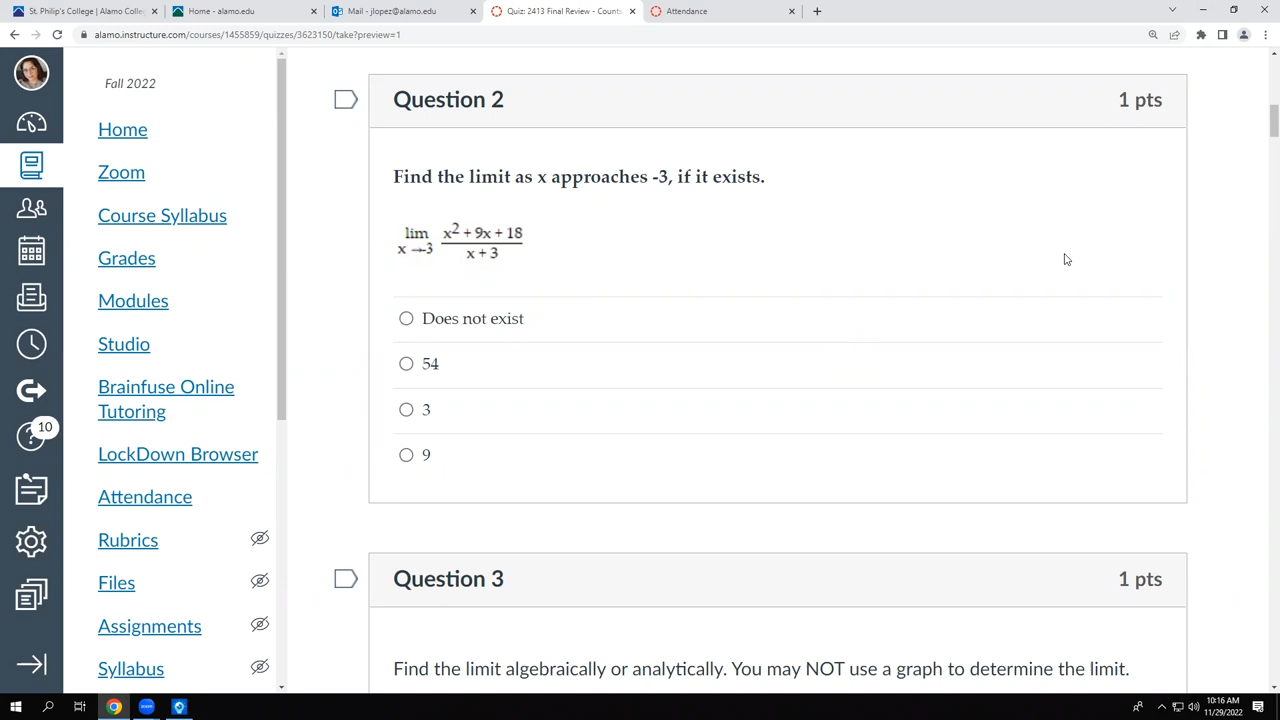 St. Philip's College | Alamo Colleg
Home - alamo.edu
Mail - jlopez@alamo.edu
Quiz: 2413 Final Review - Counts
Attendance
alamo.instructure.com/courses/1455859/quizzes/3623150/take?preview=1
Fall 2022
Home
Zoom
Course Syllabus
Grades
Modules
Studio
Brainfuse Online
Tutoring
LockDown Browser
Attendance
Rubrics
Files
Assignments
Syllabus
10
Question 2
1 pts
Find the limit as x approaches -3, if it exists.
lim x² + 9x + 18
x →-3 x + 3
Does not exist
54
3
9
Question 3
1 pts
Find the limit algebraically or analytically. You may NOT use a graph to determine the limit.
10:16 AM
11/29/2022